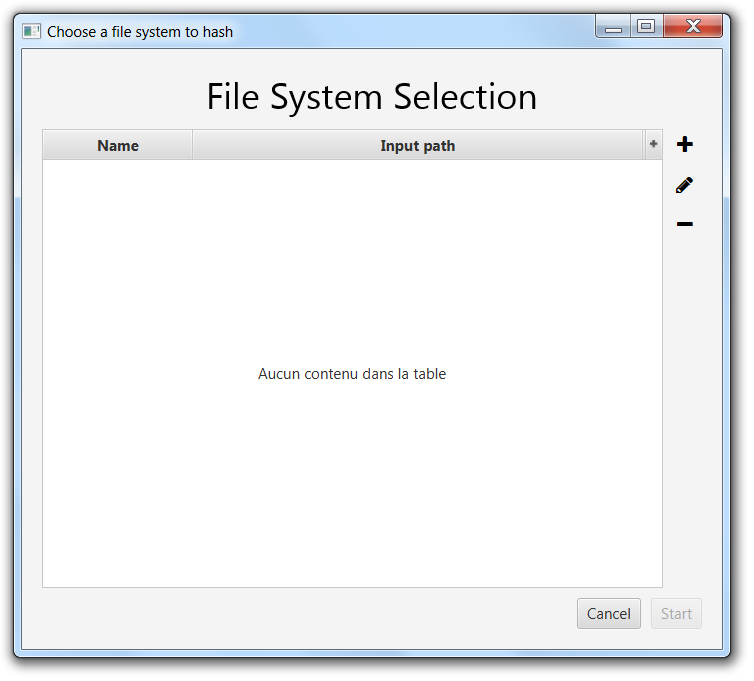 Choose a file system to hash
File System Selection
Name Input path
Aucun contenu dans la table
Cancel Start